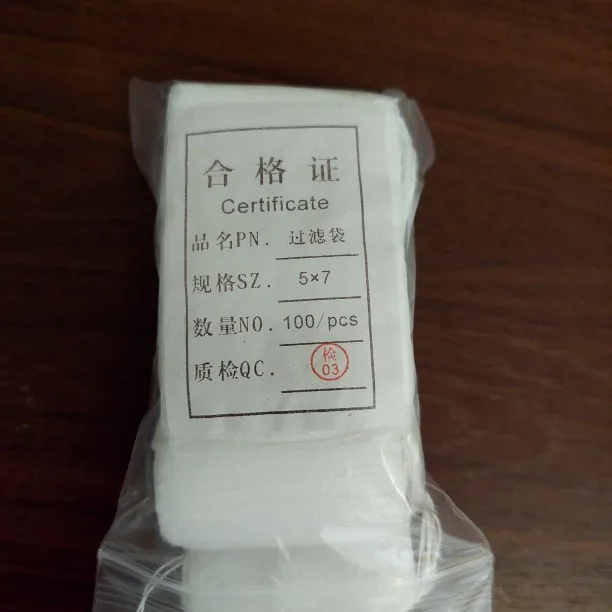 合格证
Certificate
品名PN. 过滤袋
规格SZ. 5×7
数量NO. 100/pcs
质检QC. 检
03